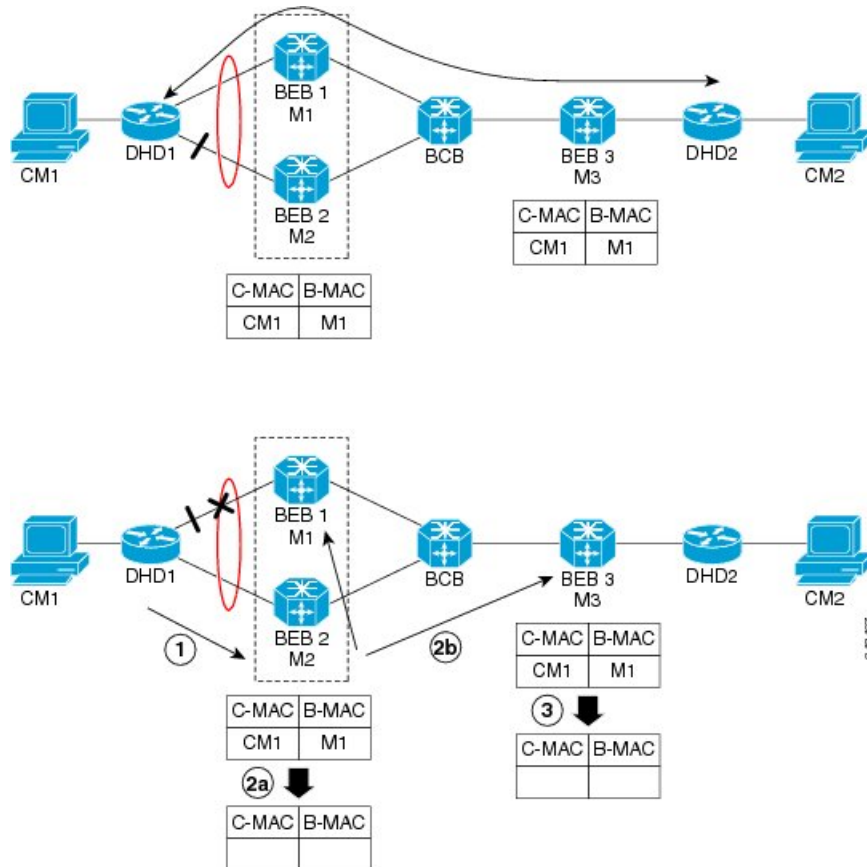 BEB 1
M1
CM1
DHD1
BCB
BEB 3
M3
DHD2
CM2
BEB 2
M2
C-MAC B-MAC
CM1 M1
C-MAC B-MAC
CM1 M1
BEB 1
M1
CM1
DHD1
BCB
BEB 3
M3
DHD2
CM2
BEB 2
M2
1
2b
C-MAC B-MAC
CM1 M1
C-MAC B-MAC
CM1 M1
3
2a
C-MAC B-MAC
C-MAC B-MAC